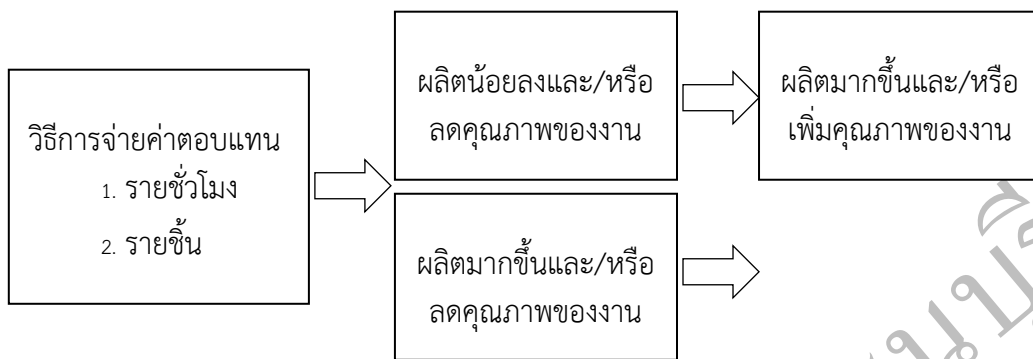 วิธีการจ่ายค่าตอบแทน
1. รายชั่วโมง
2. รายชิ้น
ผลิตน้อยลงและ/หรือ
ลดคุณภาพของงาน
ผลิตมากขึ้นและ/หรือ
เพิ่มคุณภาพของงาน
ผลิตมากขึ้นและ/หรือ
ลดคุณภาพของงาน